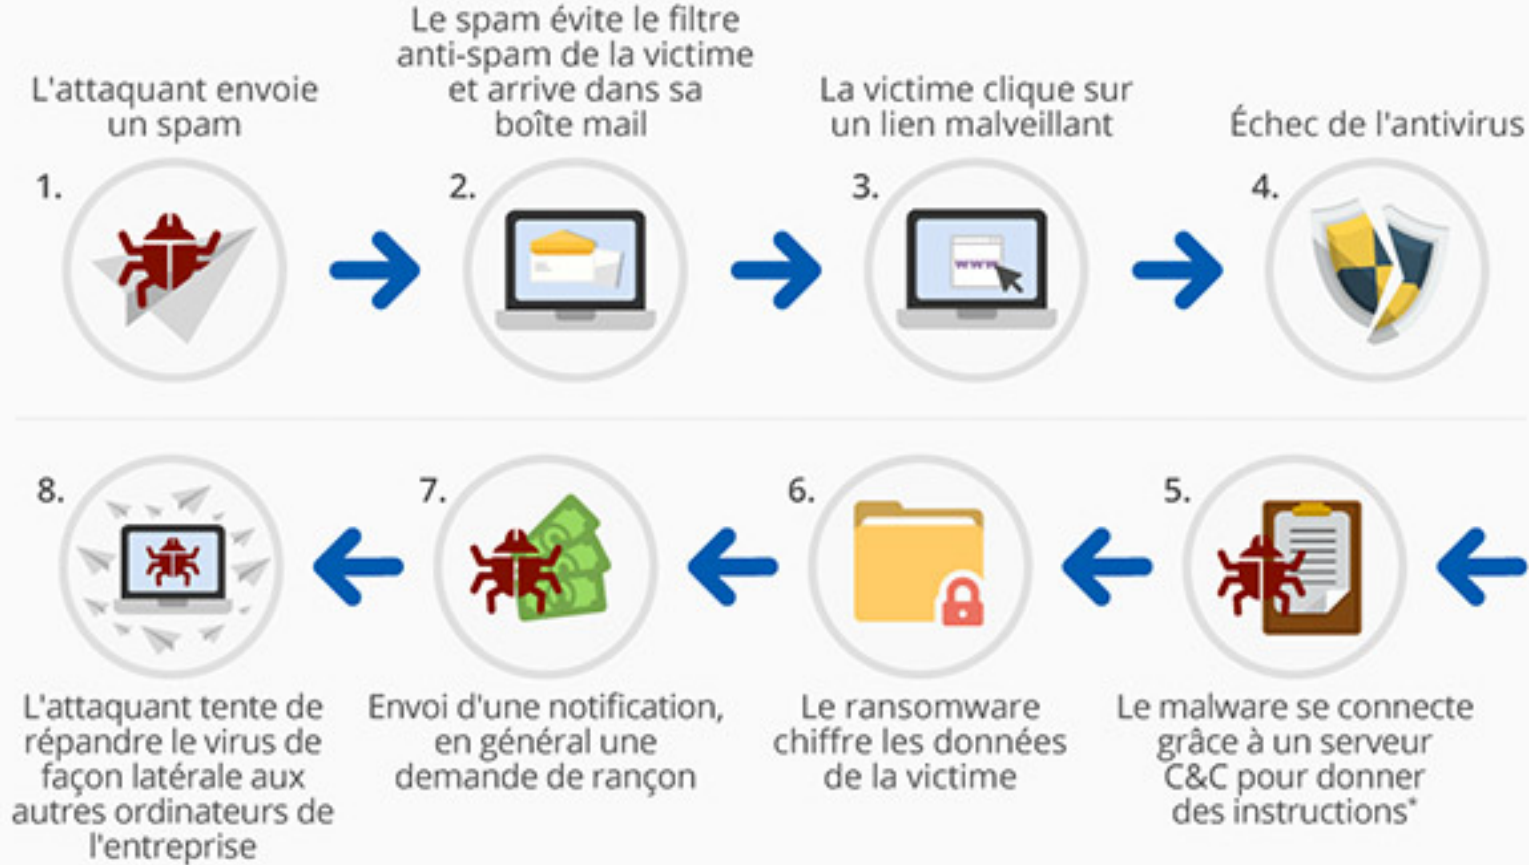 L'attaquant envoie
un spam
1.
Le spam évite le filtre
anti-spam de la victime
et arrive dans sa
boîte mail
2.
La victime clique sur
un lien malveillant
3.
www
Échec de l'antivirus
4.
5.
Le malware se connecte
grâce à un serveur
C&C pour donner
des instructions*
6.
Le ransomware
chiffre les données
de la victime
7.
Envoi d'une notification,
en général une
demande de rançon
8.
L'attaquant tente de
répandre le virus de
façon latérale aux
autres ordinateurs de
l'entreprise